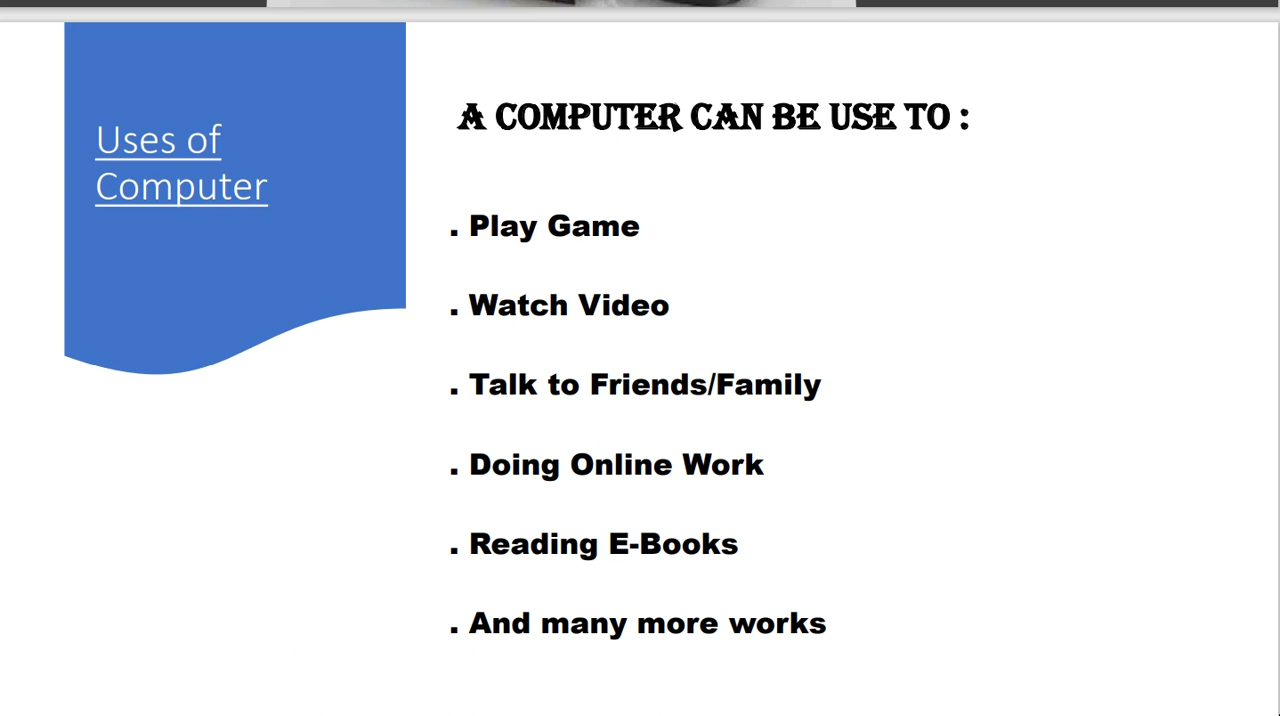 Uses of
Computer
A COMPUTER CAN BE USE TO :
. Play Game
. Watch Video
. Talk to Friends/Family
. Doing Online Work
. Reading E-Books
. And many more works